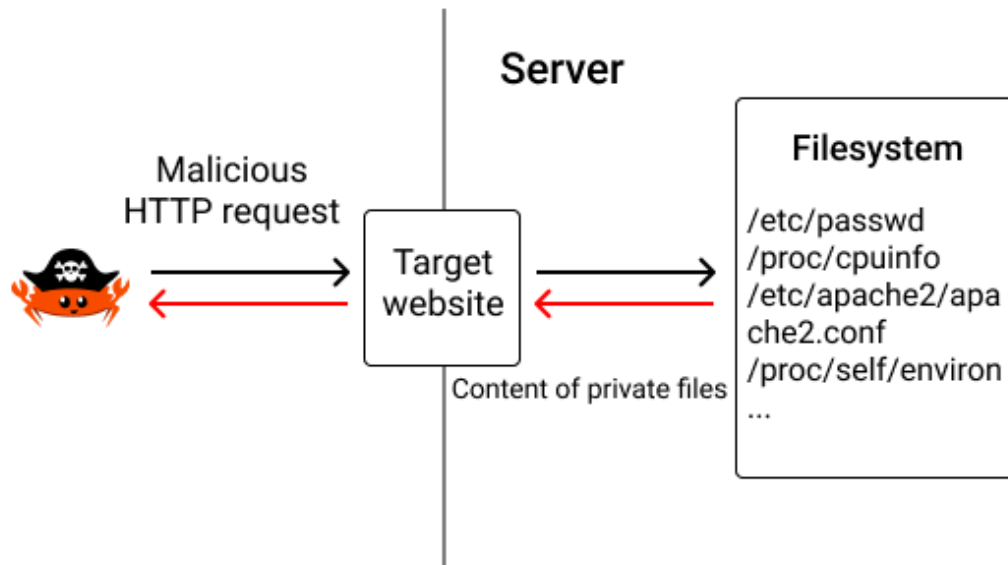 Server
Malicious
HTTP request
Target
website
Content of private files
Filesystem
/etc/passwd
/proc/cpuinfo
/etc/apache2/apa
che2.conf
/proc/self/environ
...